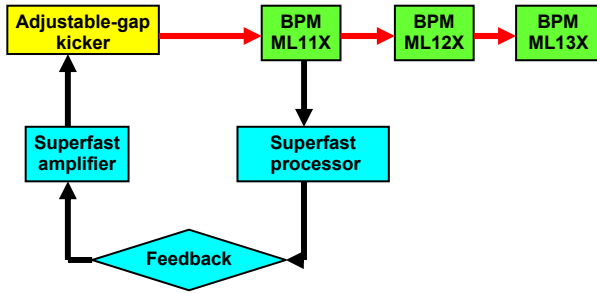 Adjustable-gap
kicker
BPM
ML11X
BPM
ML12X
BPM
ML13X
Superfast
amplifier
Superfast
processor
Feedback